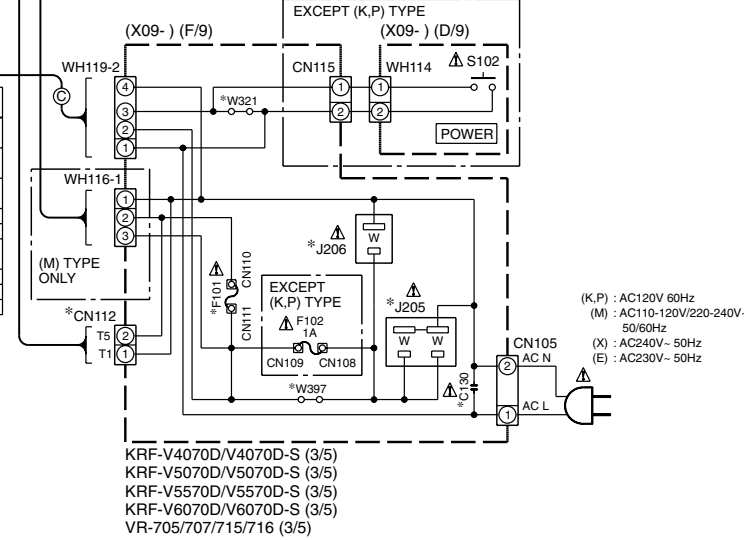 EXCEPT (K,P) TYPE
(X09- ) (F/9)
(X09- ) (D/9)
WH119-2
CN115
WH114
⚠ S102
C
4
3
2
1
*W321
1
2
1
2
POWER
WH116-1
1
2
3
(M) TYPE
ONLY
*CN112
T5 2
T1 1
⚠
*F101
CN110
CN111
EXCEPT
(K,P) TYPE
⚠ F102
1A
CN109
CN108
*W397
⚠
*J206
W
⚠
*J205
W
W
⚠
*C130
CN105
2 AC N
1 AC L
⚠
(K,P) : AC120V 60Hz
(M) : AC110-120V/220-240V~
50/60Hz
(X) : AC240V~ 50Hz
(E) : AC230V~ 50Hz
KRF-V4070D/V4070D-S (3/5)
KRF-V5070D/V5070D-S (3/5)
KRF-V5570D/V5570D-S (3/5)
KRF-V6070D/V6070D-S (3/5)
VR-705/707/715/716 (3/5)